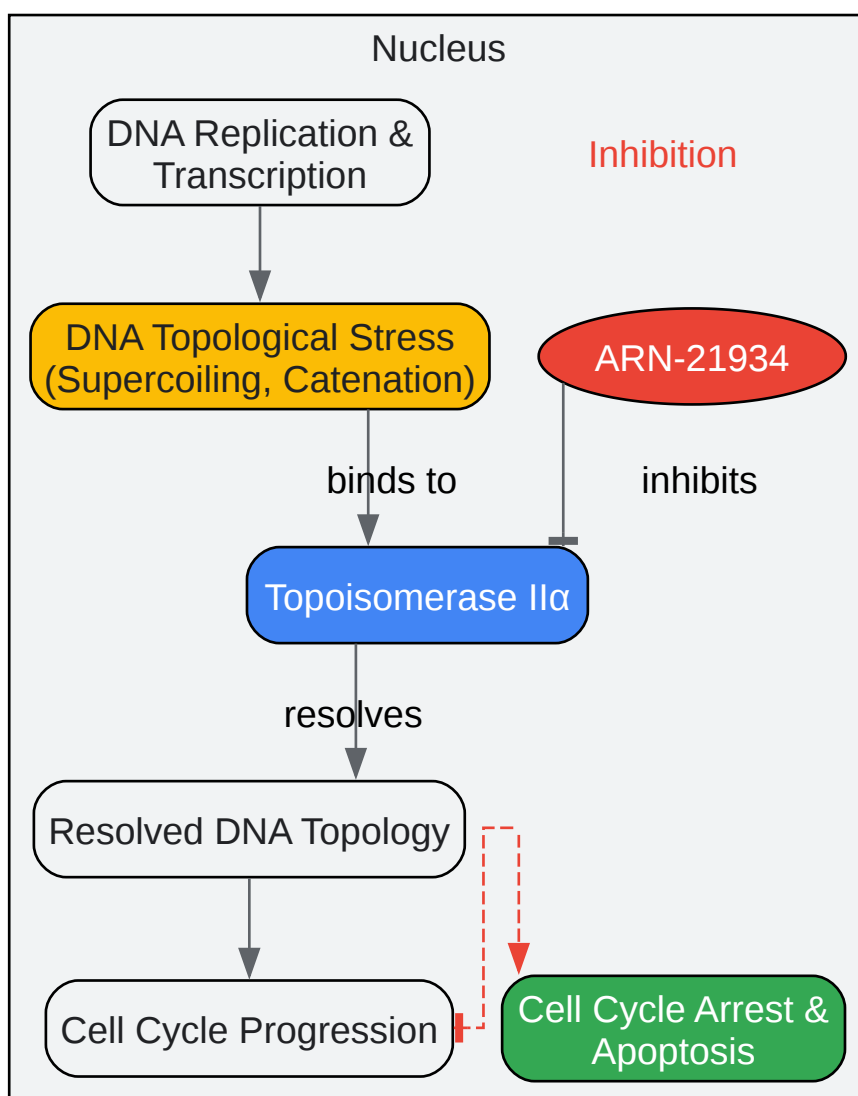 Nucleus
DNA Replication &
Transcription
Inhibition
DNA Topological Stress
(Supercoiling, Catenation)
ARN-21934
binds to
inhibits
Topoisomerase IIα
resolves
Resolved DNA Topology
Cell Cycle Progression
Cell Cycle Arrest &
Apoptosis